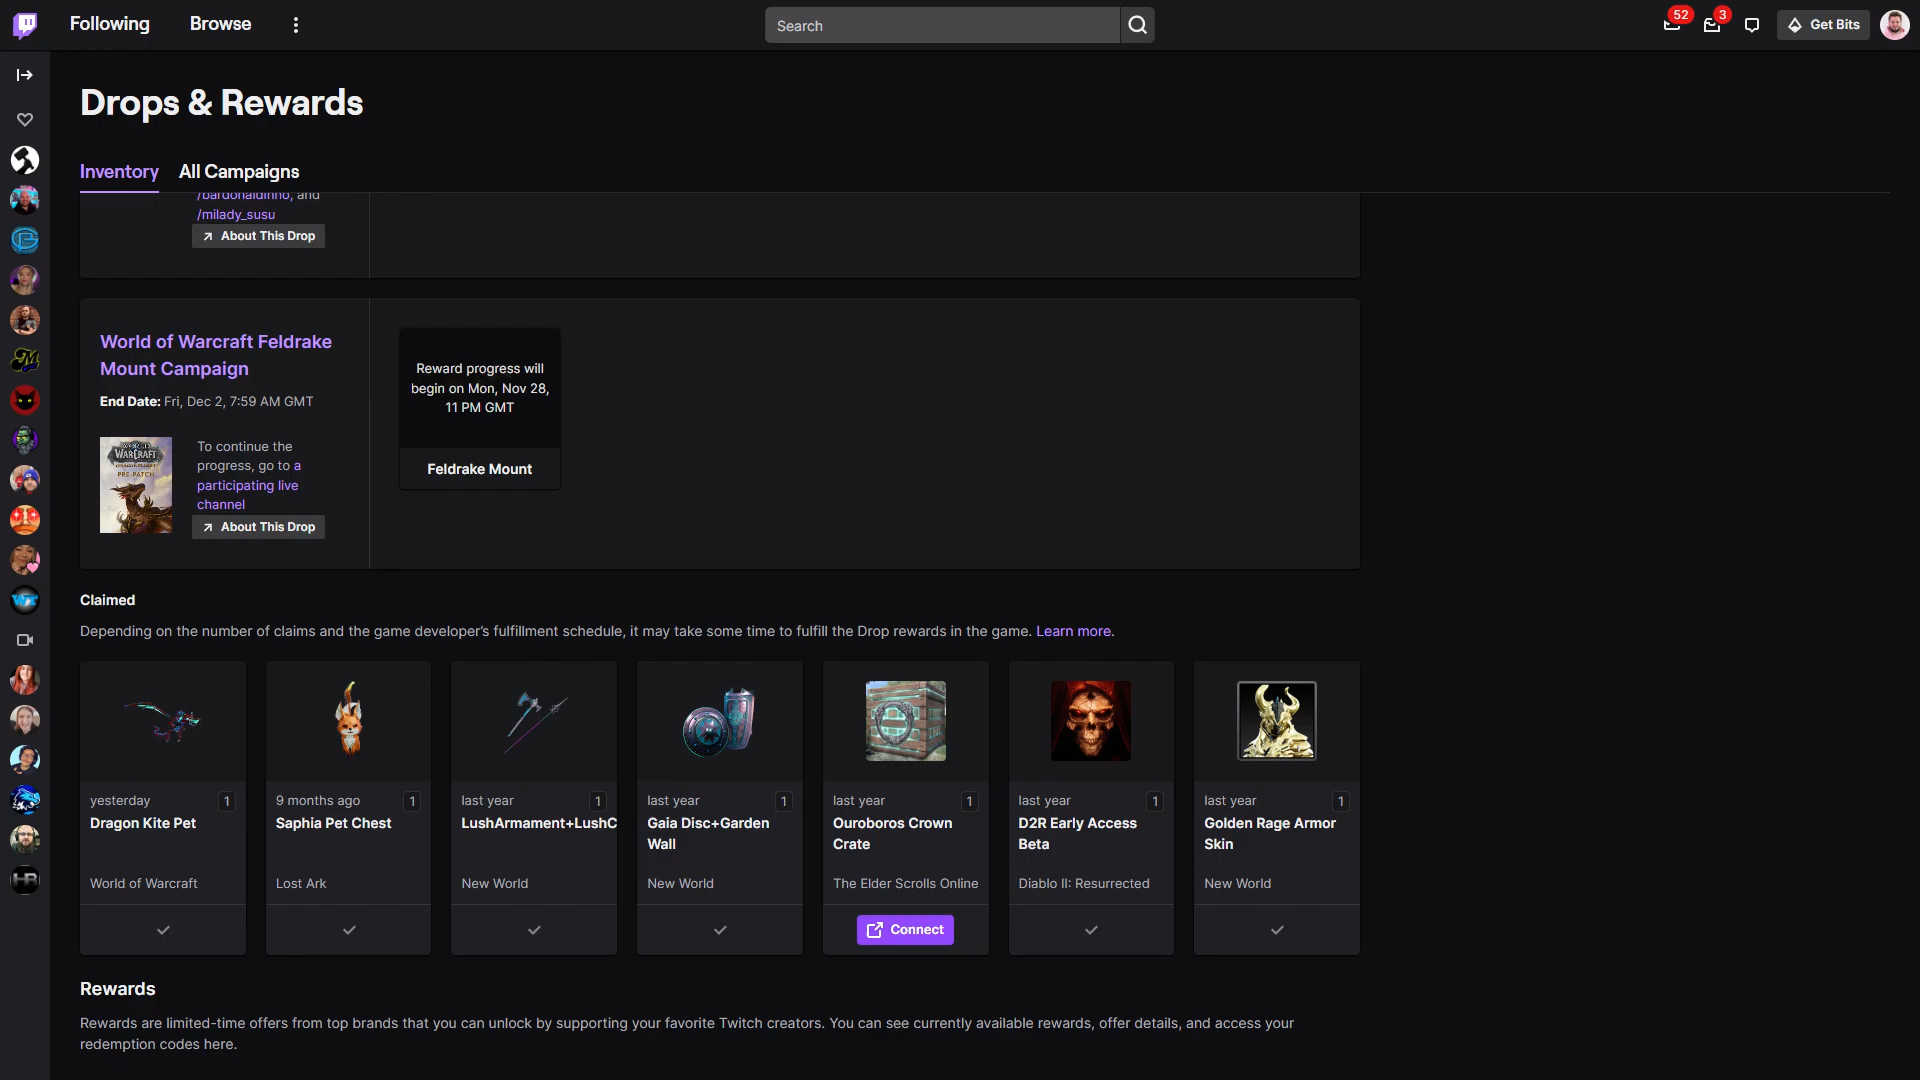 Following
Browse
Search
52
3
Get Bits
Drops & Rewards
Inventory
All Campaigns
/bardonaldinho, and
/milady_susu
About This Drop
World of Warcraft Feldrake
Mount Campaign
End Date: Fri, Dec 2, 7:59 AM GMT
WORLD
WARCRAFT
DRAGONFLIGHT
PRE-PATCH
To continue the
progress, go to a
participating live
channel
About This Drop
Reward progress will
begin on Mon, Nov 28,
11 PM GMT
Feldrake Mount
Claimed
Depending on the number of claims and the game developer's fulfillment schedule, it may take some time to fulfill the Drop rewards in the game. Learn more.
yesterday
1
Dragon Kite Pet
World of Warcraft
9 months ago
1
Saphia Pet Chest
Lost Ark
last year
1
LushArmament+LushC
New World
last year
1
Gaia Disc+Garden
Wall
New World
last year
1
Ouroboros Crown
Crate
The Elder Scrolls Online
Connect
last year
1
D2R Early Access
Beta
Diablo II: Resurrected
last year
1
Golden Rage Armor
Skin
New World
Rewards
Rewards are limited-time offers from top brands that you can unlock by supporting your favorite Twitch creators. You can see currently available rewards, offer details, and access your
redemption codes here.